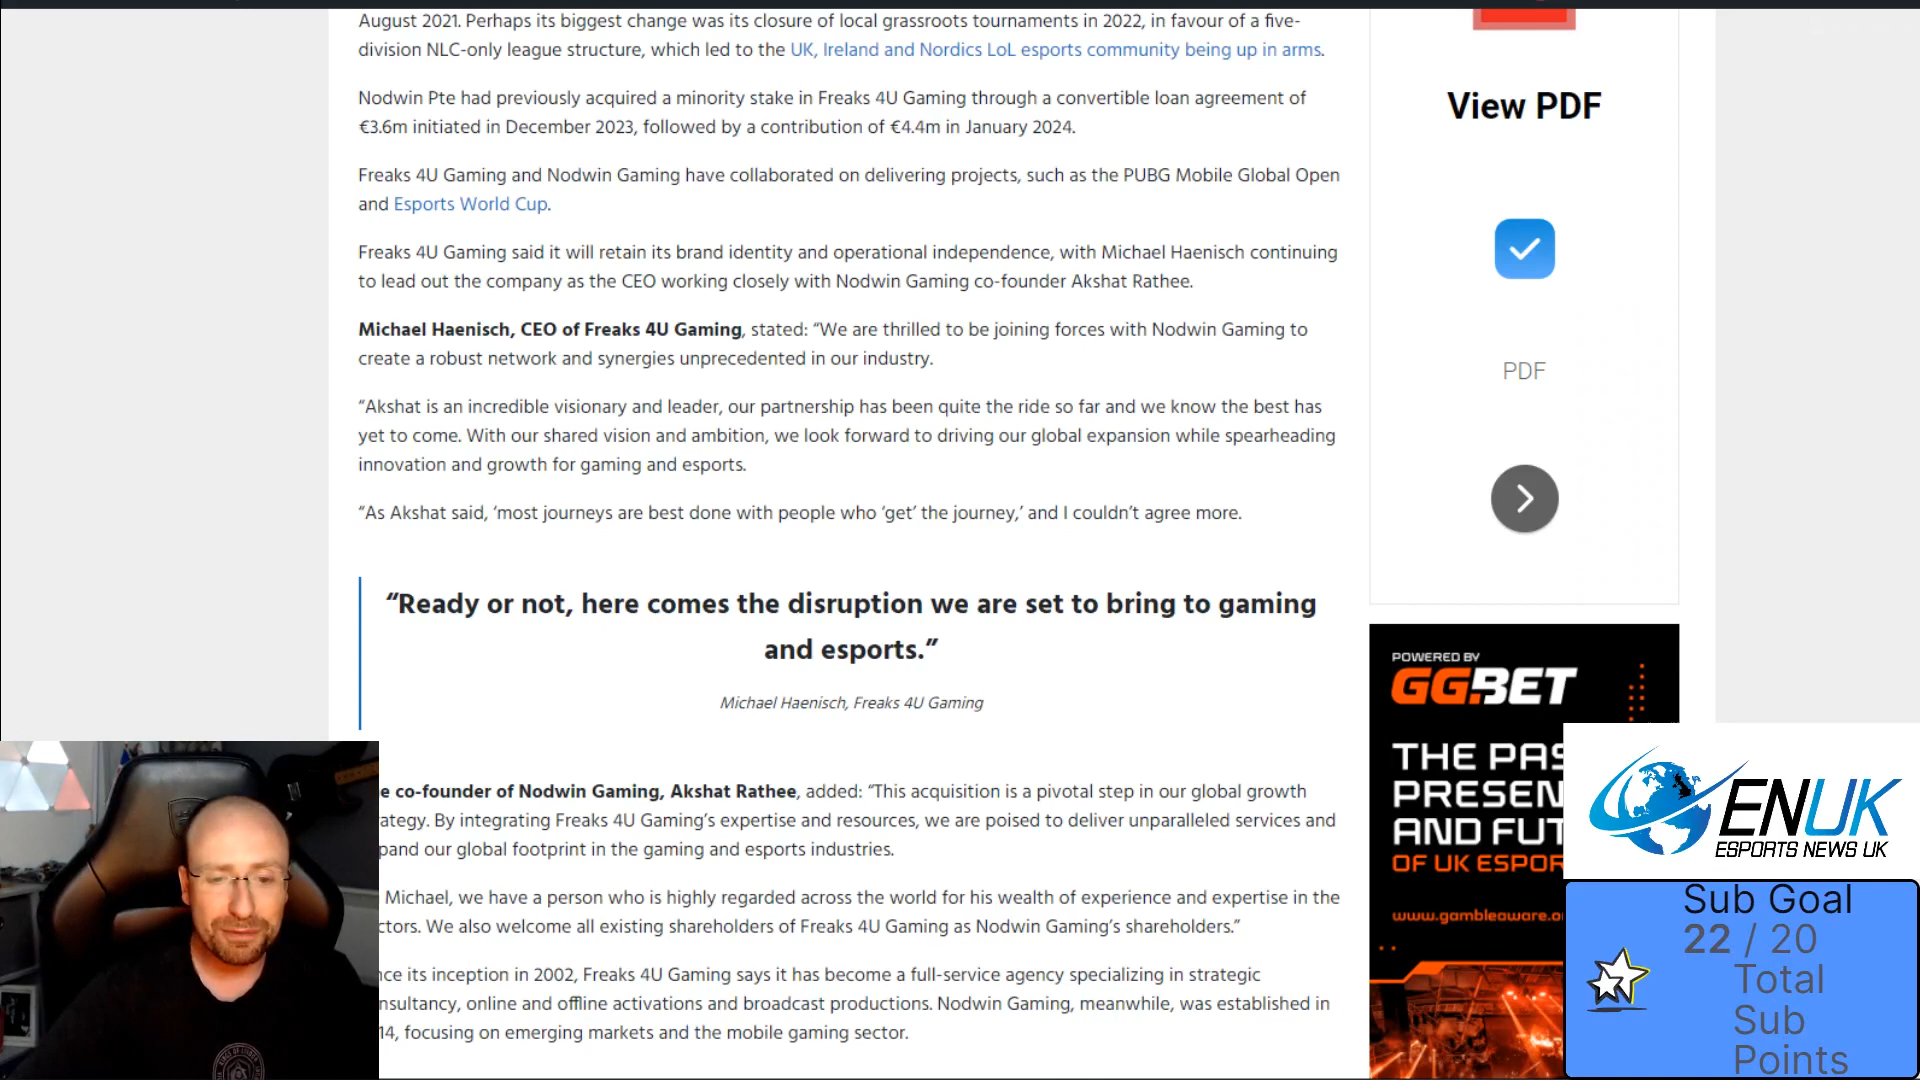 August 2021. Perhaps its biggest change was its closure of local grassroots tournaments in 2022, in favour of a five-
division NLC-only league structure, which led to the UK, Ireland and Nordics LoL esports community being up in arms.
Nodwin Pte had previously acquired a minority stake in Freaks 4U Gaming through a convertible loan agreement of
€3.6m initiated in December 2023, followed by a contribution of €4.4m in January 2024.
Freaks 4U Gaming and Nodwin Gaming have collaborated on delivering projects, such as the PUBG Mobile Global Open
and Esports World Cup.
Freaks 4U Gaming said it will retain its brand identity and operational independence, with Michael Haenisch continuing
to lead out the company as the CEO working closely with Nodwin Gaming co-founder Akshat Rathee.
Michael Haenisch, CEO of Freaks 4U Gaming, stated: “We are thrilled to be joining forces with Nodwin Gaming to
create a robust network and synergies unprecedented in our industry.
“Akshat is an incredible visionary and leader, our partnership has been quite the ride so far and we know the best has
yet to come. With our shared vision and ambition, we look forward to driving our global expansion while spearheading
innovation and growth for gaming and esports.
“As Akshat said, ‘most journeys are best done with people who ‘get’ the journey,’ and I couldn’t agree more.
“Ready or not, here comes the disruption we are set to bring to gaming
and esports.”
Michael Haenisch, Freaks 4U Gaming
e co-founder of Nodwin Gaming, Akshat Rathee, added: “This acquisition is a pivotal step in our global growth
ategy. By integrating Freaks 4U Gaming’s expertise and resources, we are poised to deliver unparalleled services and
pand our global footprint in the gaming and esports industries.
Michael, we have a person who is highly regarded across the world for his wealth of experience and expertise in the
ctors. We also welcome all existing shareholders of Freaks 4U Gaming as Nodwin Gaming’s shareholders.”
nce its inception in 2002, Freaks 4U Gaming says it has become a full-service agency specializing in strategic
nsultancy, online and offline activations and broadcast productions. Nodwin Gaming, meanwhile, was established in
14, focusing on emerging markets and the mobile gaming sector.
View PDF
PDF
POWERED BY
GG.BET
THE PAS
PRESEN
AND FUT
OF UK ESPOR
www.gambleaware.o
ENUK
ESPORTS NEWS UK
Sub Goal
22 / 20
Total
Sub
Points